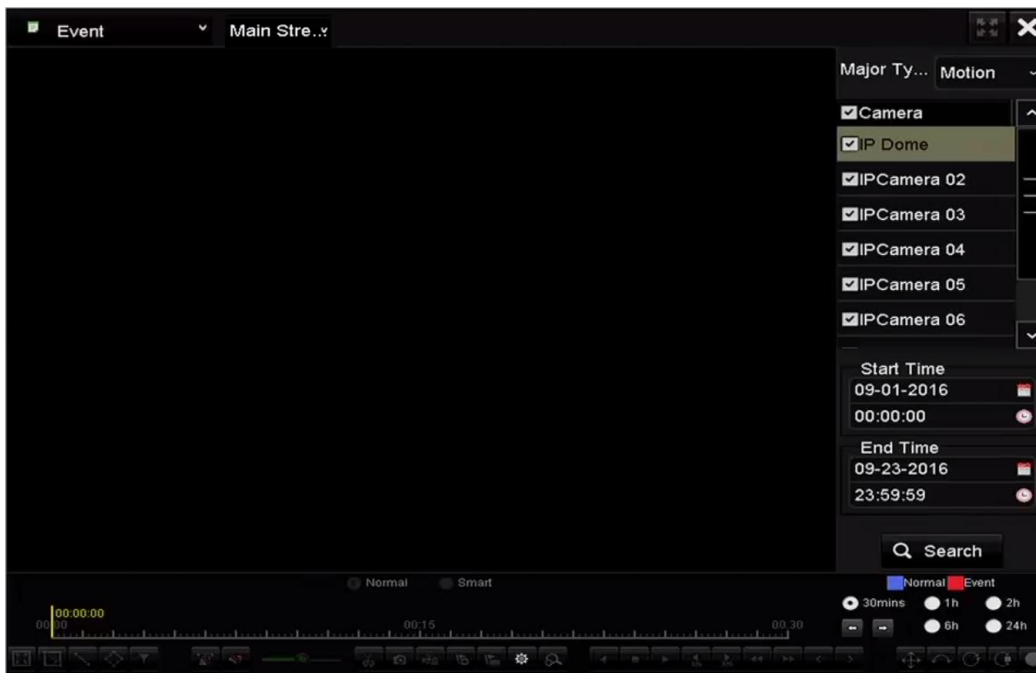 Event
Main Stre...
Major Ty...
Motion
Camera
IP Dome
IPCamera 02
IPCamera 03
IPCamera 04
IPCamera 05
IPCamera 06
Start Time
09-01-2016
00:00:00
End Time
09-23-2016
23:59:59
Search
Normal
Smart
Normal
Event
00:00:00
00:15
00:30
30mins
1h
2h
6h
24h